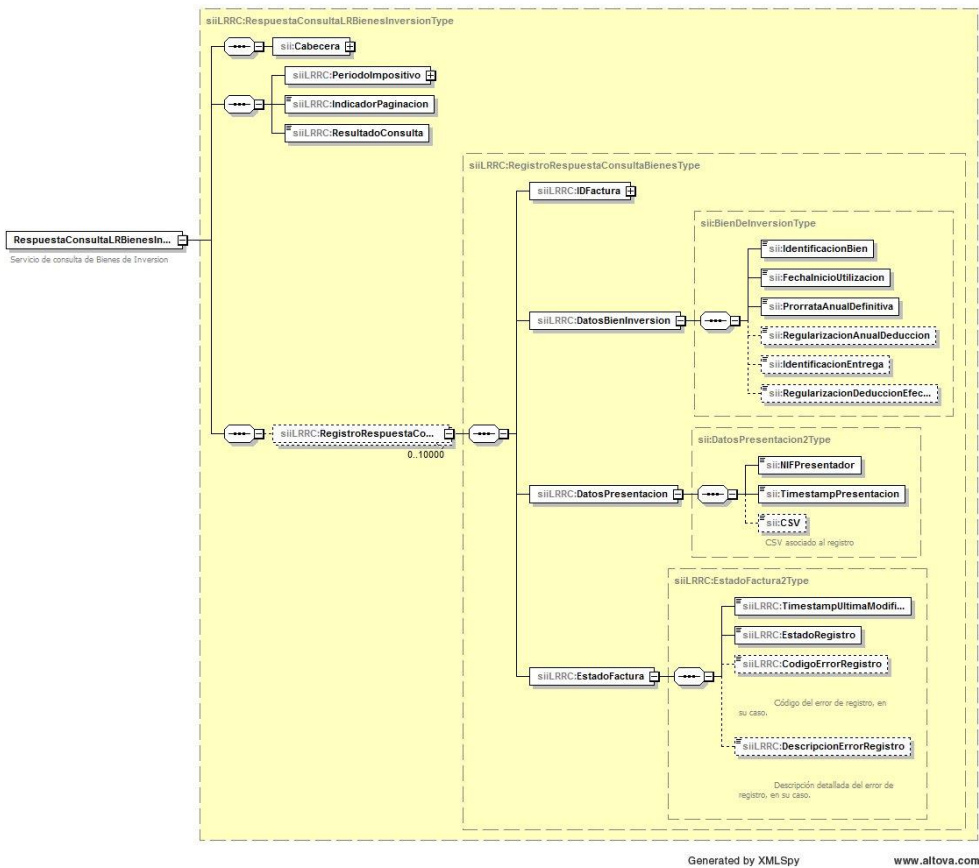 siiLRRC:RespuestaConsultaLRBienesInversionType
sii:Cabecera
siiLRRC:PeriodoImpositivo
siiLRRC:IndicadorPaginacion
siiLRRC:ResultadoConsulta
siiLRRC:RegistroRespuestaConsultaBienesType
siiLRRC:IDFactura
sii:BienDeInversionType
sii:IdentificacionBien
RespuestaConsultaLRBienesIn...
Servicio de consulta de Bienes de Inversion
sii:FechaInicioUtilizacion
sii:ProrrataAnualDefinitiva
siiLRRC:DatosBienInversion
sii:RegularizacionAnualDeduccion
sii:IdentificacionEntrega
sii:RegularizacionDeduccionEfec...
siiLRRC:RegistroRespuestaCo...
0..10000
sii:DatosPresentacion2Type
sii:NIFPresentador
siiLRRC:DatosPresentacion
sii:TimestampPresentacion
sii:CSV
CSV asociado al registro
siiLRRC:EstadoFactura2Type
siiLRRC:TimestampUltimaModifi...
siiLRRC:EstadoRegistro
siiLRRC:CodigoErrorRegistro
siiLRRC:EstadoFactura
Código del error de registro, en
su caso.
siiLRRC:DescripcionErrorRegistro
Descripción detallada del error de
registro, en su caso.
Generated by XMLSpy
www.altova.com